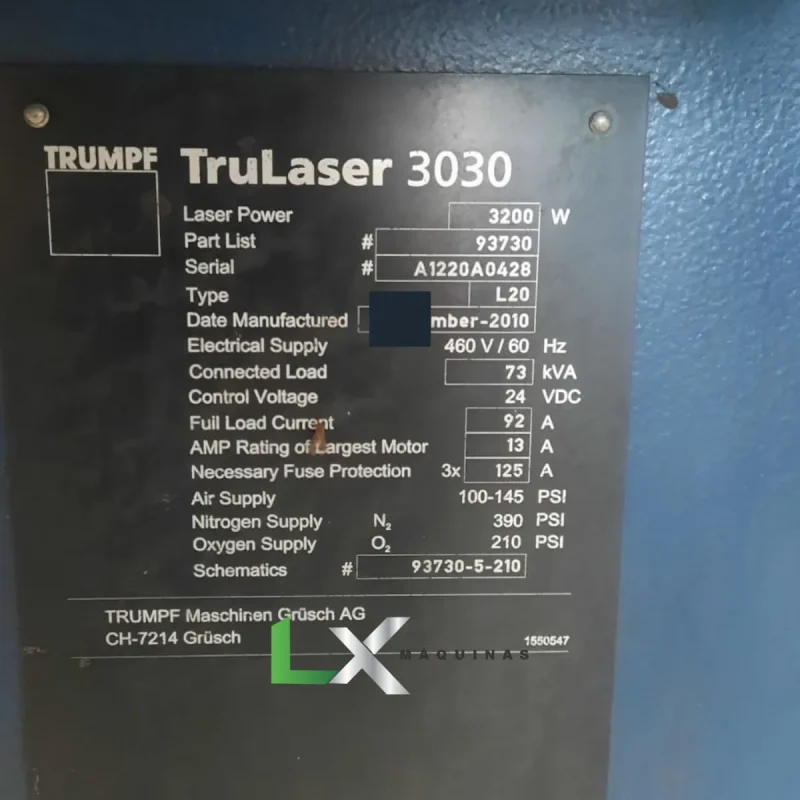 TRUMPF TruLaser 3030
Laser Power 3200 W
Part List # 93730
Serial # A1220A0428
Type L20
Date Manufactured mber-2010
Electrical Supply 460 V / 60 Hz
Connected Load 73 kVA
Control Voltage 24 VDC
Full Load Current 92 A
AMP Rating of Largest Motor 13 A
Necessary Fuse Protection 3x 125 A
Air Supply 100-145 PSI
Nitrogen Supply N₂ 390 PSI
Oxygen Supply O₂ 210 PSI
Schematics # 93730-5-210
TRUMPF Maschinen Grüsch AG
CH-7214 Grüsch 1550547
LX MAQUINAS